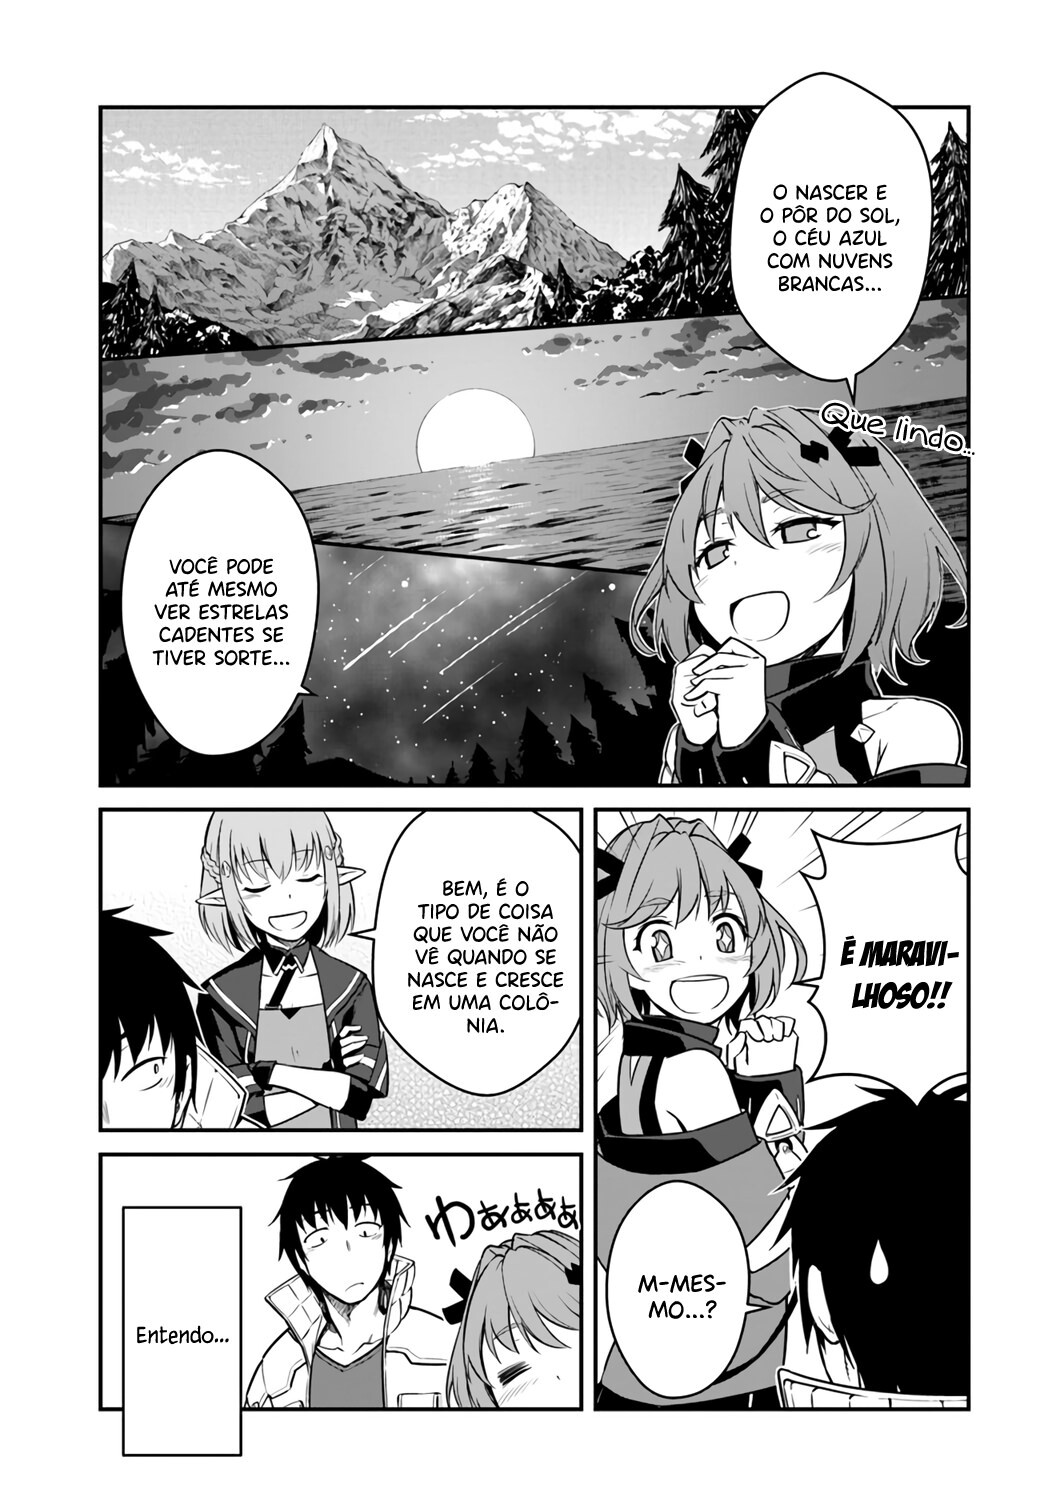 O NASCER E
O PÔR DO SOL,
O CÉU AZUL
COM NUVENS
BRANCAS...
Que lindo...
VOCÊ PODE
ATÉ MESMO
VER ESTRELAS
CADENTES SE
TIVER SORTE...
É MARAVI-
LHOSO!!
M-MES-
MO...?
BEM, É O
TIPO DE COISA
QUE VOCÊ NÃO
VÊ QUANDO SE
NASCE E CRESCE
EM UMA COLÔ-
NIA.
ゆぁぁぁぁ
Entendo...